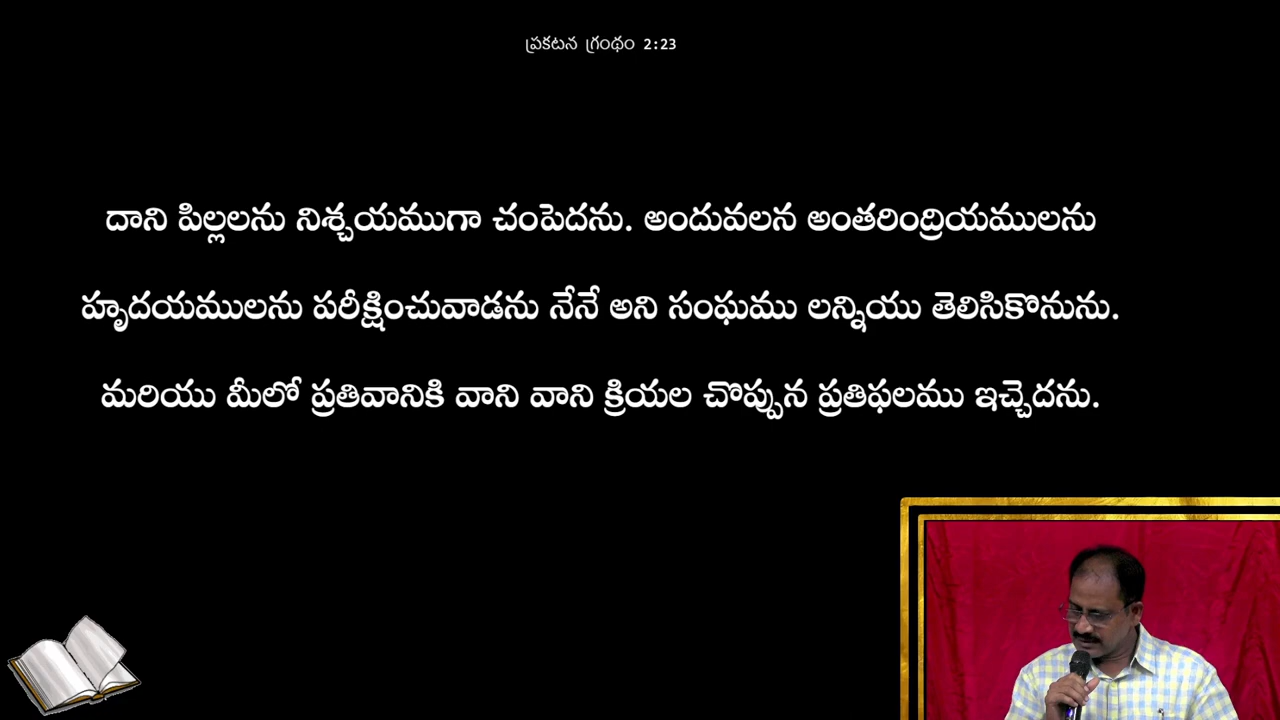 ప్రకటన గ్రంథం 2:23
దాని పిల్లలను నిశ్చయముగా చంపెదను. అందువలన అంతరింద్రియములను
హృదయములను పరీక్షించువాడను నేనే అని సంఘము లన్నియు తెలిసికొనును.
మరియు మీలో ప్రతివానికి వాని వాని క్రియల చొప్పున ప్రతిఫలము ఇచ్చెదను.